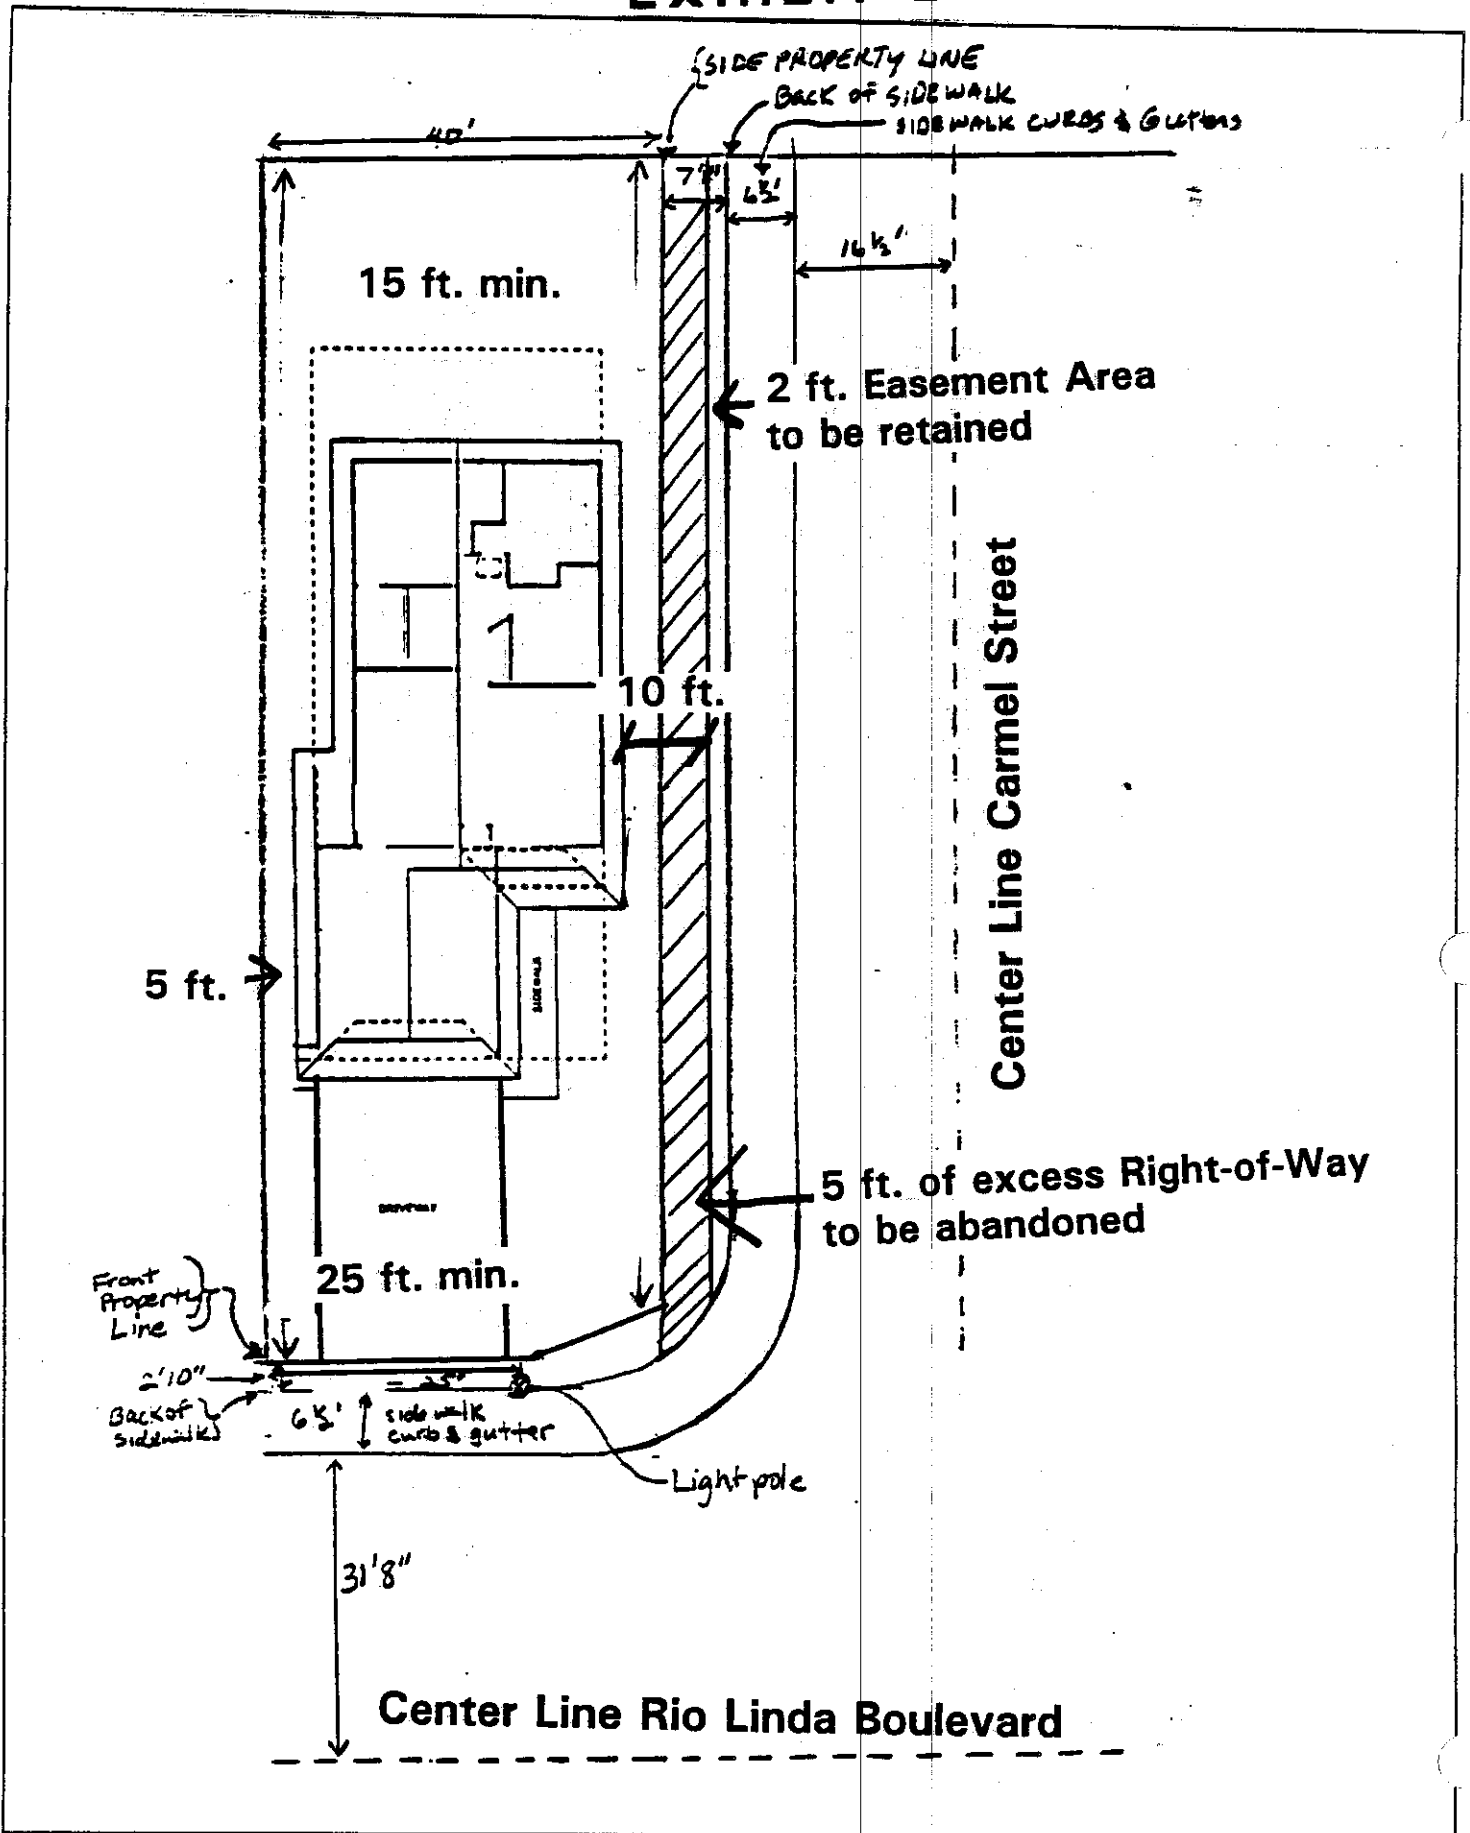 SIDE PROPERTY LINE
Back of SIDEWALK
SIDEWALK CURBS & Gutters
40'
6½'
16½'
15 ft. min.
2 ft. Easement Area
to be retained
10 ft.
Center Line Carmel Street
5 ft.
SIDEWALK
5 ft. of excess Right-of-Way
to be abandoned
DRIVEWAY
25 ft. min.
Front
Property
Line
2'10"
Back of
sidewalk
6½'
sidewalk
curb & gutter
Light pole
31'8"
Center Line Rio Linda Boulevard